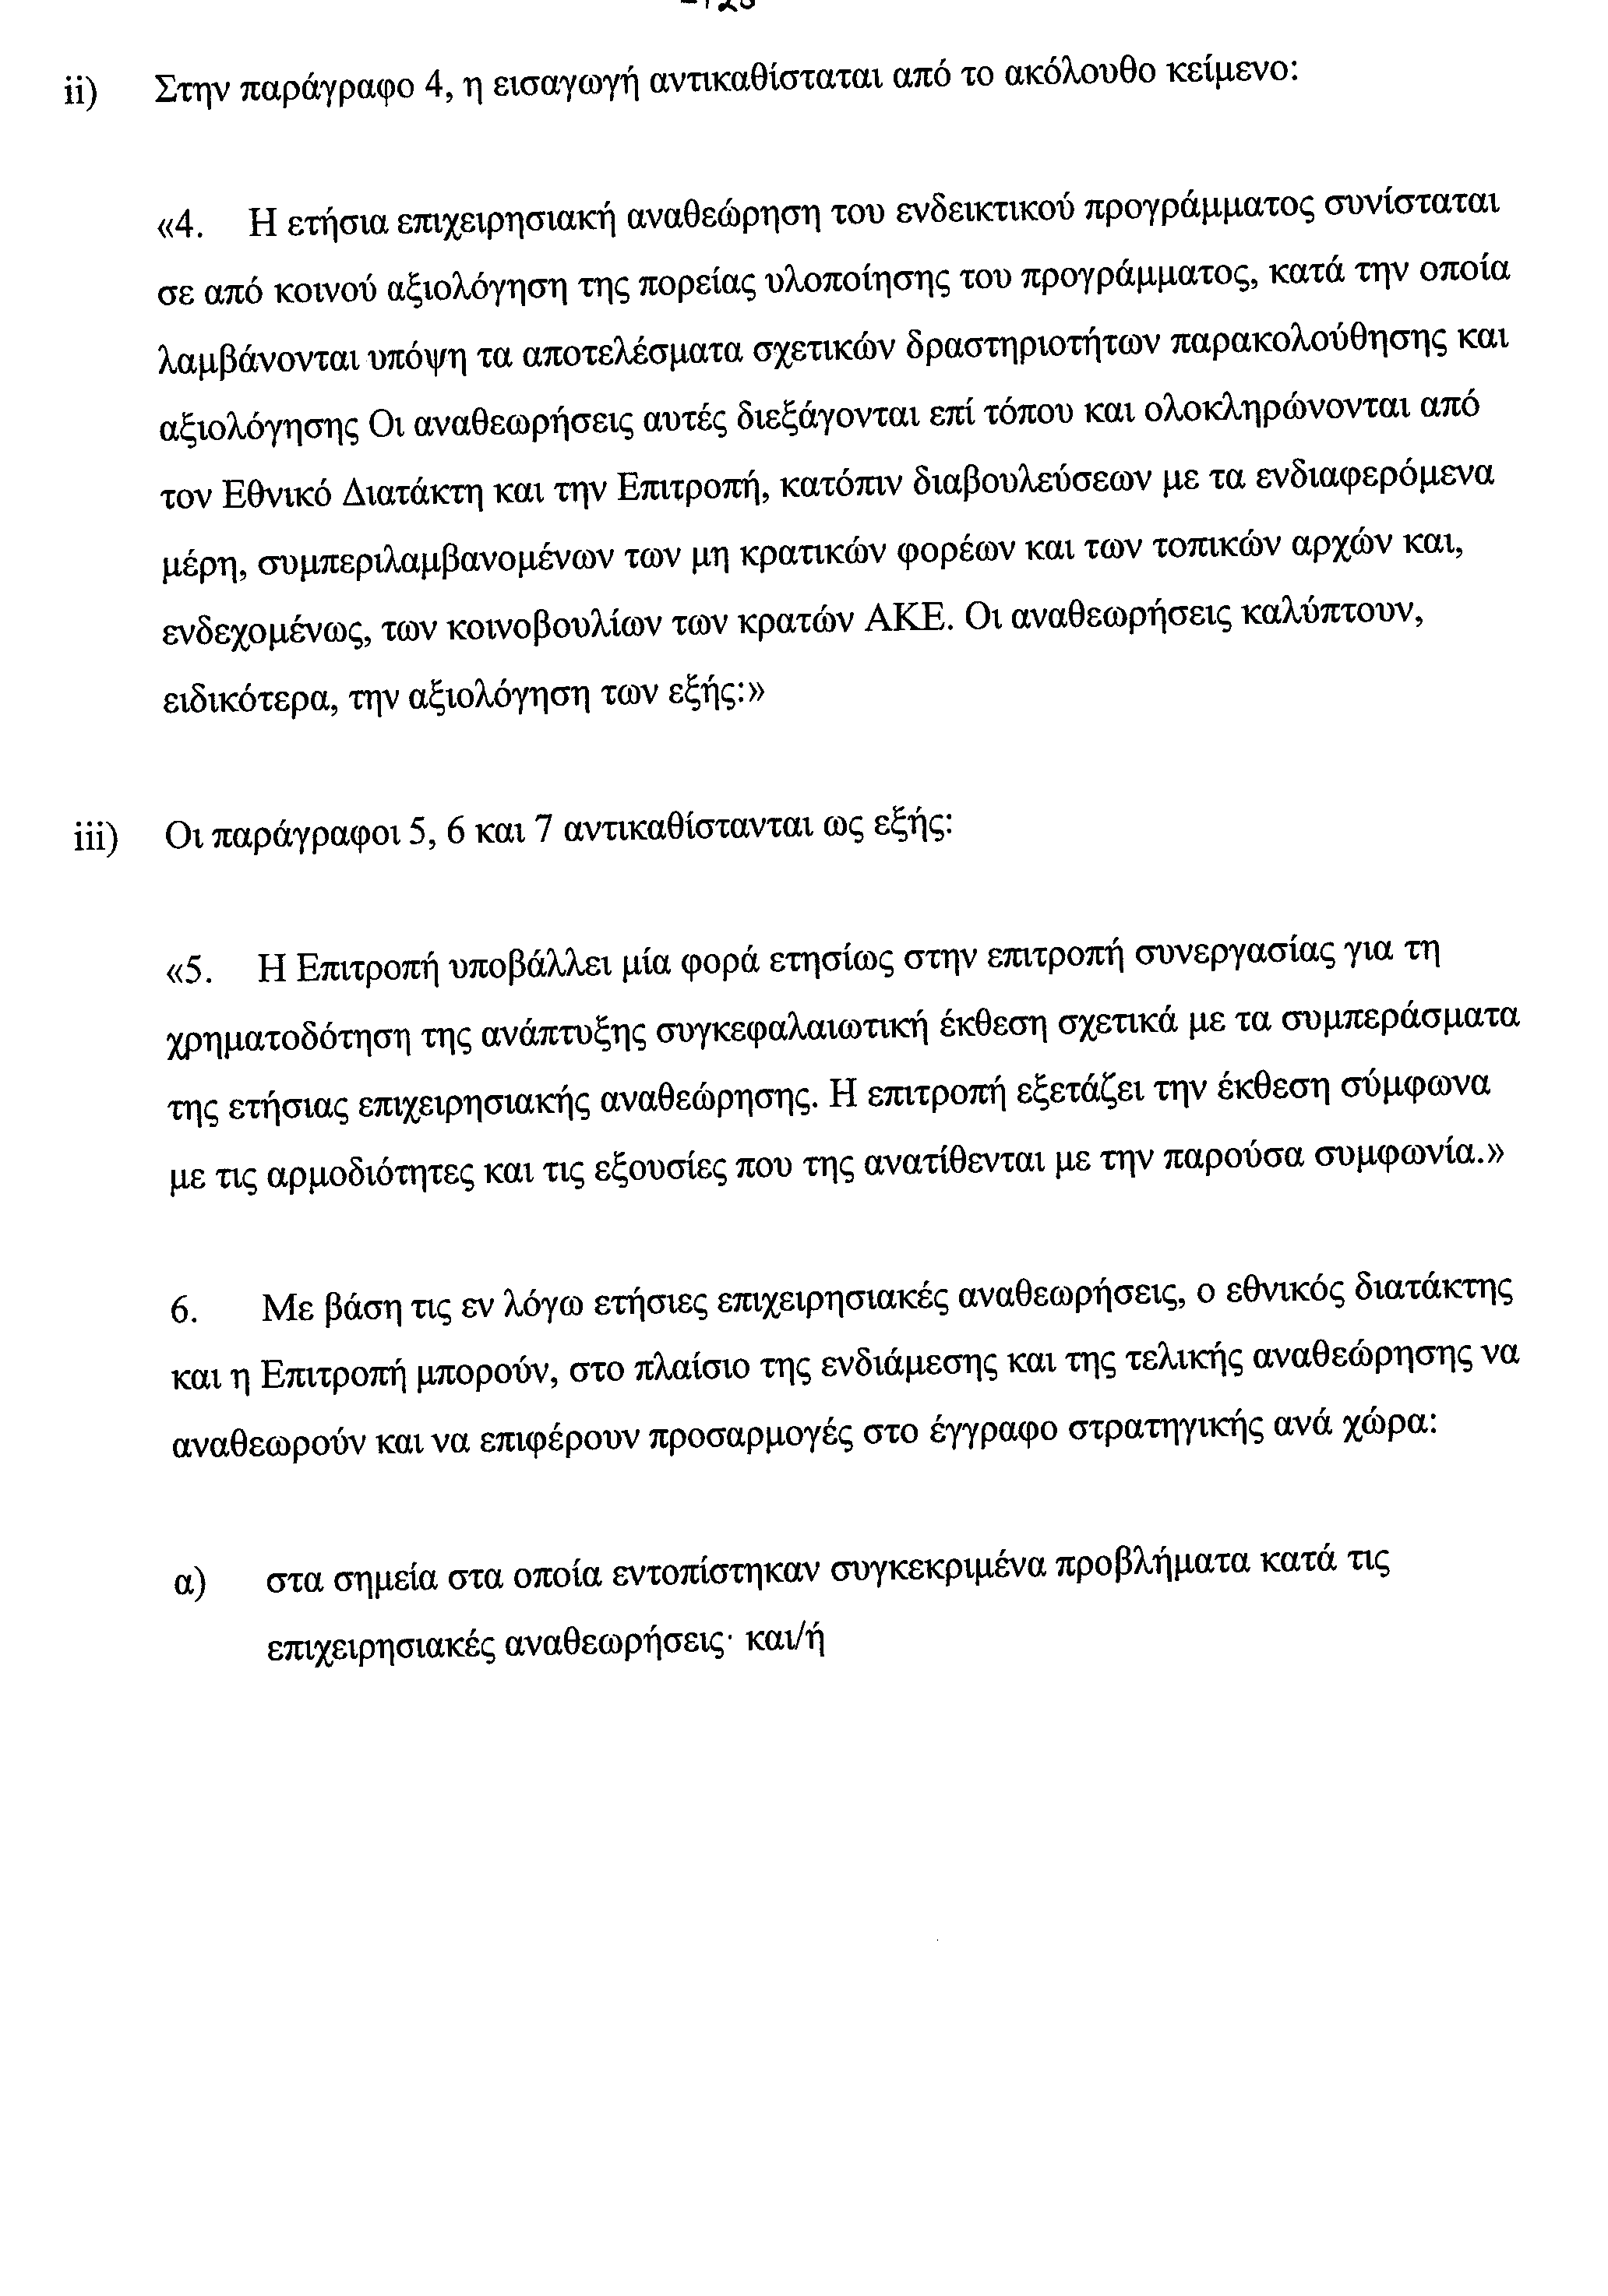 ii) Στην παράγραφο 4, η εισαγωγή αντικαθίσταται από το ακόλουθο κείμενο:
«4. Η ετήσια επιχειρησιακή αναθεώρηση του ενδεικτικού προγράμματος συνίσταται
σε από κοινού αξιολόγηση της πορείας υλοποίησης του προγράμματος, κατά την οποία
λαμβάνονται υπόψη τα αποτελέσματα σχετικών δραστηριοτήτων παρακολούθησης και
αξιολόγησης Οι αναθεωρήσεις αυτές διεξάγονται επί τόπου και ολοκληρώνονται από
τον Εθνικό Διατάκτη και την Επιτροπή, κατόπιν διαβουλεύσεων με τα ενδιαφερόμενα
μέρη, συμπεριλαμβανομένων των μη κρατικών φορέων και των τοπικών αρχών και,
ενδεχομένως, των κοινοβουλίων των κρατών ΑΚΕ. Οι αναθεωρήσεις καλύπτουν,
ειδικότερα, την αξιολόγηση των εξής:»
iii) Οι παράγραφοι 5, 6 και 7 αντικαθίστανται ως εξής:
«5. Η Επιτροπή υποβάλλει μία φορά ετησίως στην επιτροπή συνεργασίας για τη
χρηματοδότηση της ανάπτυξης συγκεφαλαιωτική έκθεση σχετικά με τα συμπεράσματα
της ετήσιας επιχειρησιακής αναθεώρησης. Η επιτροπή εξετάζει την έκθεση σύμφωνα
με τις αρμοδιότητες και τις εξουσίες που της ανατίθενται με την παρούσα συμφωνία.»
6. Με βάση τις εν λόγω ετήσιες επιχειρησιακές αναθεωρήσεις, ο εθνικός διατάκτης
και η Επιτροπή μπορούν, στο πλαίσιο της ενδιάμεσης και της τελικής αναθεώρησης να
αναθεωρούν και να επιφέρουν προσαρμογές στο έγγραφο στρατηγικής ανά χώρα:
α) στα σημεία στα οποία εντοπίστηκαν συγκεκριμένα προβλήματα κατά τις
επιχειρησιακές αναθεωρήσεις· και/ή